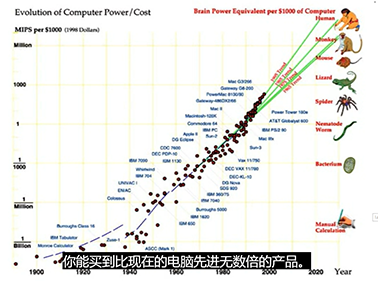 Evolution of Computer Power/Cost
Brain Power Equivalent per $1000 of Computer
MIPS per $1000 (1998 Dollars)
Million
1000
1
1
1000
1
Million
1
Billion
Human
Monkey
Mouse
Lizard
Spider
Nematode
Worm
Bacterium
Manual
Calculation
Mac G3/266
Gateway G6-200
PowerMac 8100/80
Gateway-486DX2/66
Mac II
Macintosh-128K
Commodore 64
IBM PC
Apple II
Sun-2
DG Eclipse
CDC 7600
DEC PDP-10
IBM 7090
IBM 1130
Whirlwind
IBM 704
UNIVAC I
ENIAC
Colossus
Burroughs Class 16
IBM Tabulator
Monroe Calculator
Zuse-1
ASCC (Mark 1)
Power Tower 180e
AT&T Globalyst 600
IBM PS/2 90
Mac IIfx
Sun-3
Vax 11/750
DEC VAX 11/780
DEC-KL-10
DG Nova
SDS 920
IBM 360/75
IBM 7040
Burroughs 5000
IBM 1620
IBM 650
1900
1920
1940
1960
1980
2000
2020
Year
你能买到比现在的电脑先进无数倍的产品。